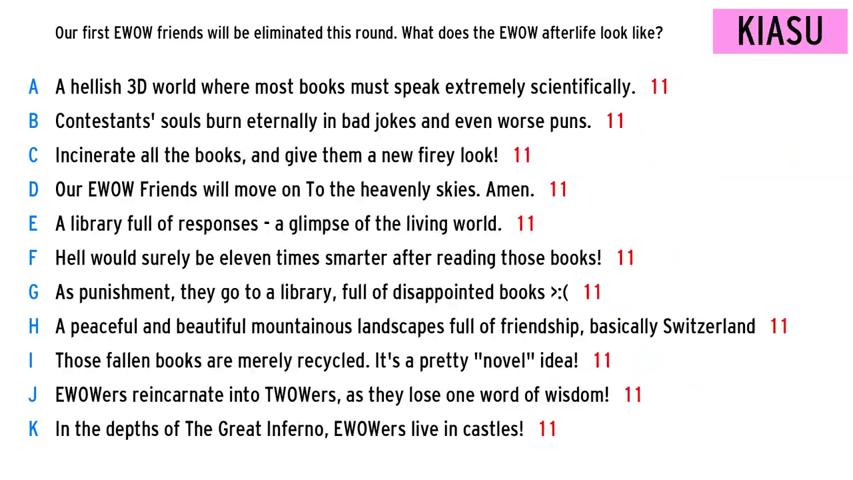 Our first EWOW friends will be eliminated this round. What does the EWOW afterlife look like?
KIASU
A A hellish 3D world where most books must speak extremely scientifically. 11
B Contestants' souls burn eternally in bad jokes and even worse puns. 11
C Incinerate all the books, and give them a new firey look! 11
D Our EWOW Friends will move on To the heavenly skies. Amen. 11
E A library full of responses - a glimpse of the living world. 11
F Hell would surely be eleven times smarter after reading those books! 11
G As punishment, they go to a library, full of disappointed books >:( 11
H A peaceful and beautiful mountainous landscapes full of friendship, basically Switzerland 11
I Those fallen books are merely recycled. It's a pretty "novel" idea! 11
J EWOWers reincarnate into TWOWers, as they lose one word of wisdom! 11
K In the depths of The Great Inferno, EWOWers live in castles! 11